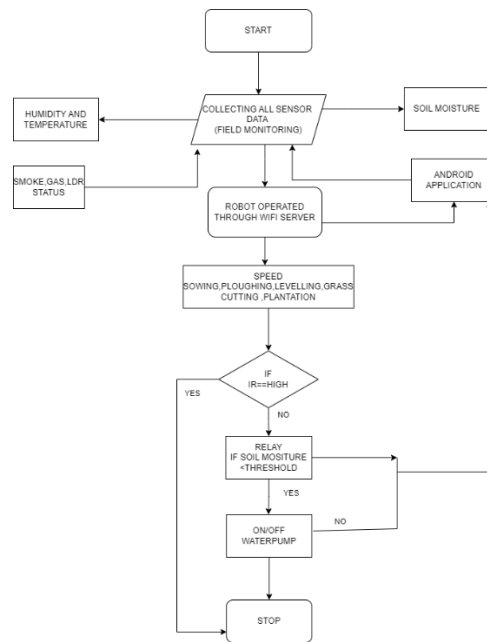 START
COLLECTING ALL SENSOR
DATA
(FIELD MONITORING)
HUMIDITY AND
TEMPERATURE
SOIL MOISTURE
SMOKE,GAS,LDR
STATUS
ANDROID
APPLICATION
ROBOT OPERATED
THROUGH WIFI SERVER
SPEED
SOWING,PLOUGHING,LEVELLING,GRASS
CUTTING ,PLANTATION
IF
IR==HIGH
YES
NO
RELAY
IF SOIL MOSITURE
<THRESHOLD
YES
ON/OFF
WATERPUMP
NO
STOP